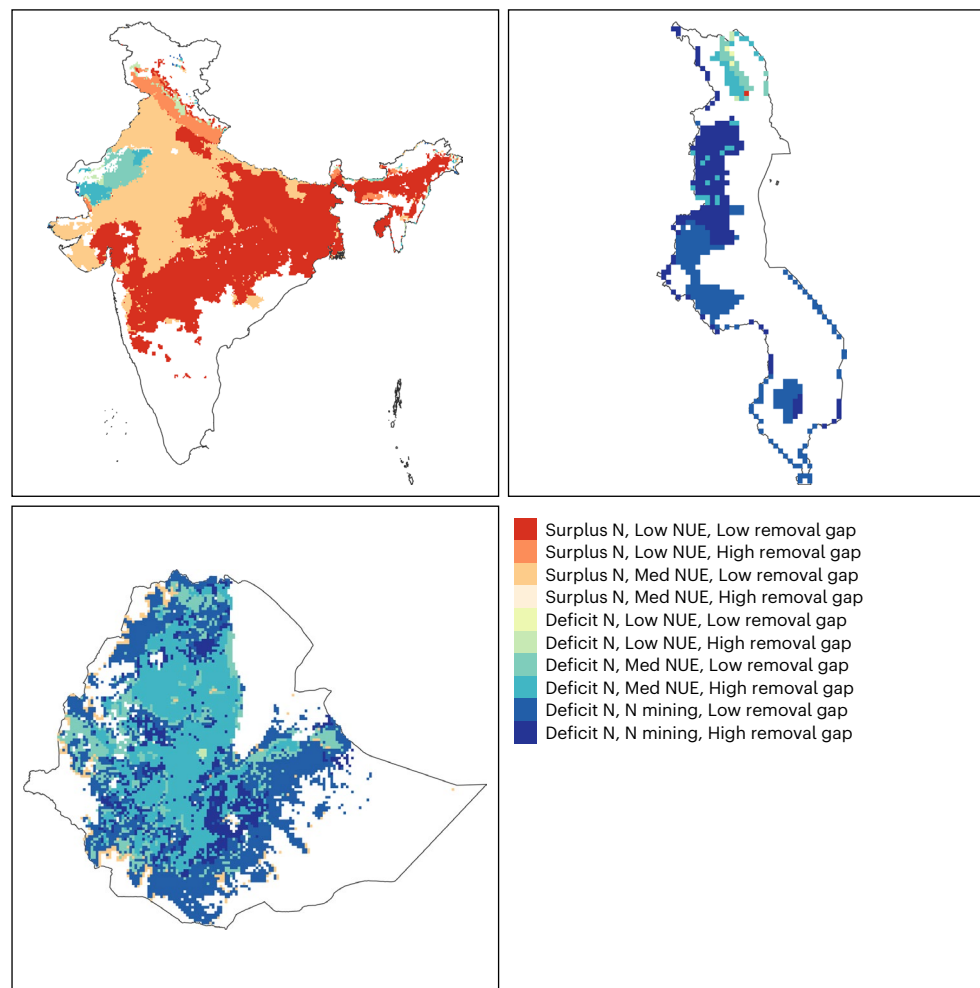 Surplus N, Low NUE, Low removal gap
Surplus N, Low NUE, High removal gap
Surplus N, Med NUE, Low removal gap
Surplus N, Med NUE, High removal gap
Deficit N, Low NUE, Low removal gap
Deficit N, Low NUE, High removal gap
Deficit N, Med NUE, Low removal gap
Deficit N, Med NUE, High removal gap
Deficit N, N mining, Low removal gap
Deficit N, N mining, High removal gap